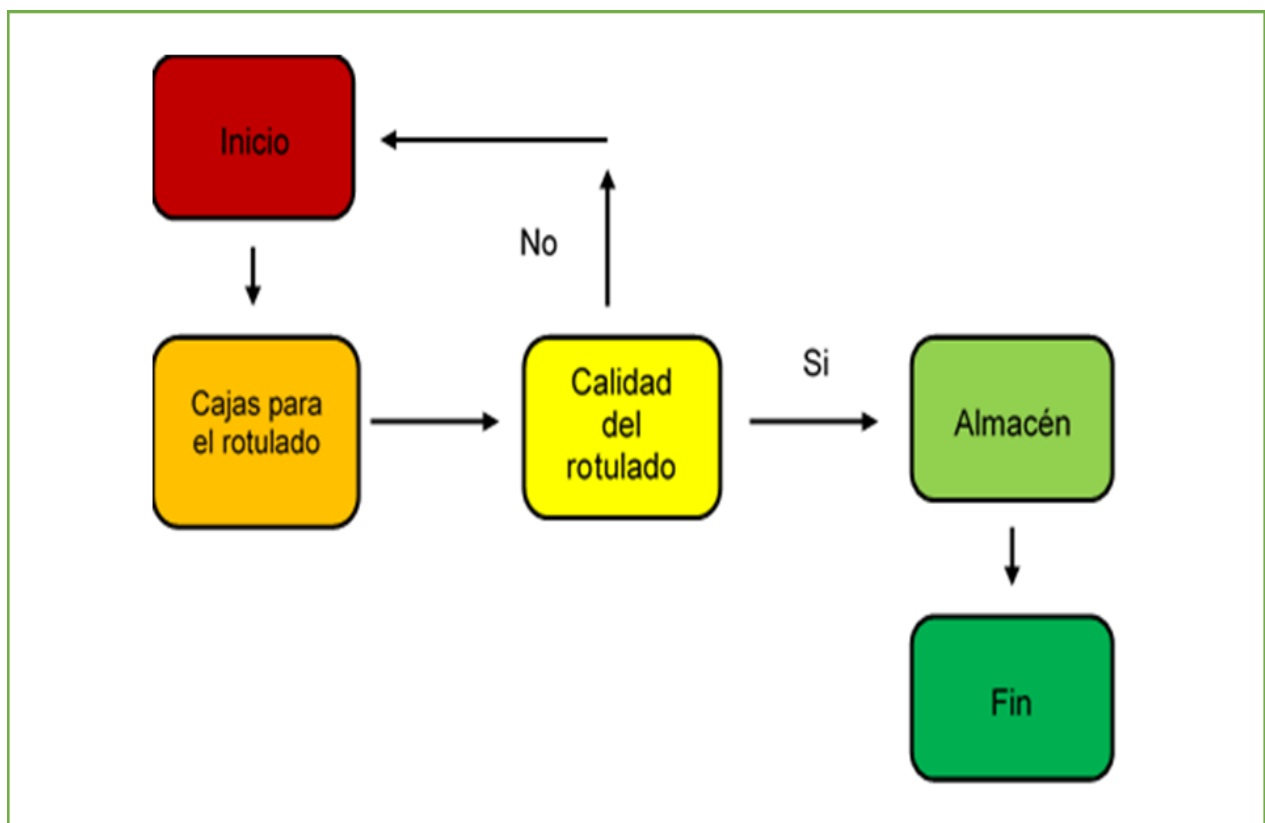 Inicio
No
Cajas para
el rotulado
Calidad
del
rotulado
Si
Almacén
Fin